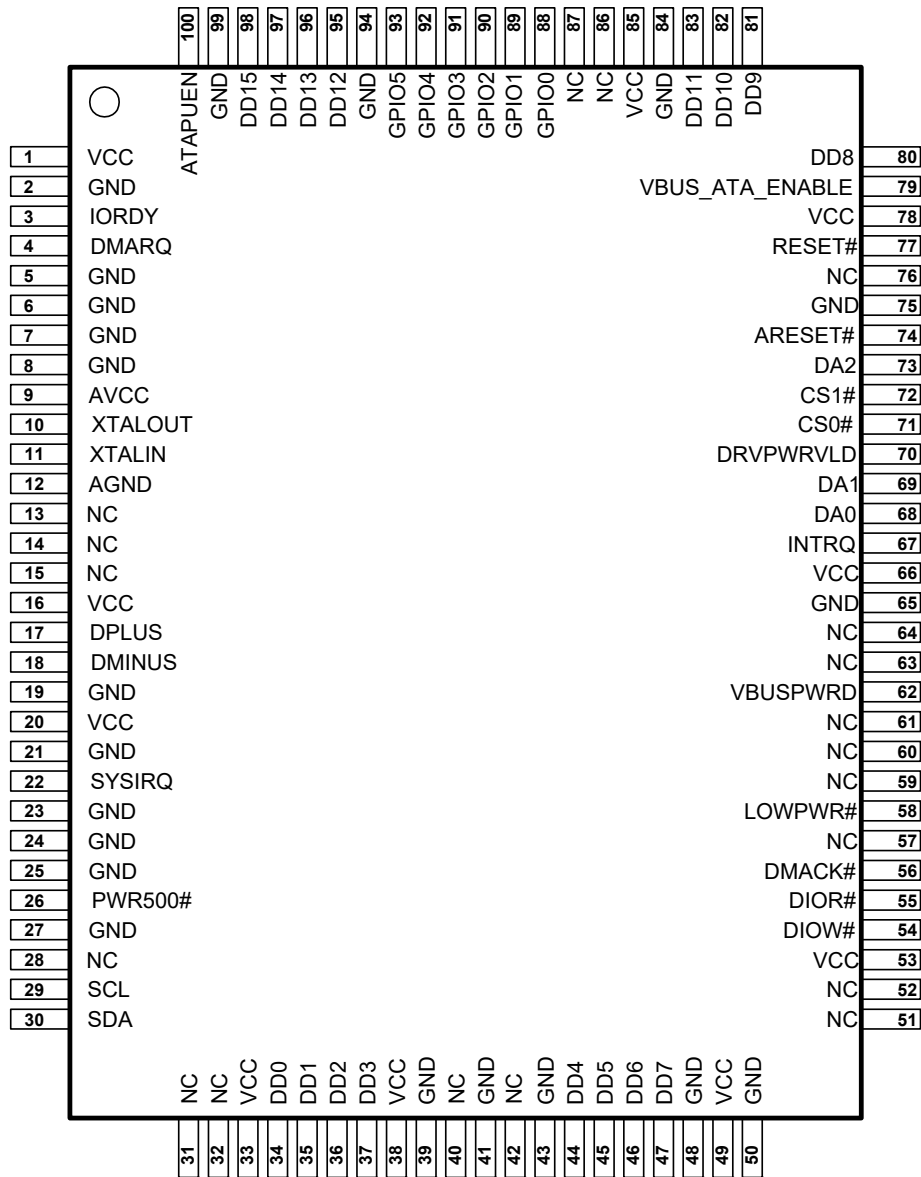 100 99 98 97 96 95 94 93 92 91 90 89 88 87 86 85 84 83 82 81
ATAPUEN GND DD15 DD14 DD13 DD12 GND GPIO5 GPIO4 GPIO3 GPIO2 GPIO1 GPIO0 NC NC VCC GND DD11 DD10 DD9
1 VCC DD8 80
2 GND VBUS_ATA_ENABLE 79
3 IORDY VCC 78
4 DMARQ RESET# 77
5 GND NC 76
6 GND GND 75
7 GND ARESET# 74
8 GND DA2 73
9 AVCC CS1# 72
10 XTALOUT CS0# 71
11 XTALIN DRVPWRVLD 70
12 AGND DA1 69
13 NC DA0 68
14 NC INTRQ 67
15 NC VCC 66
16 VCC GND 65
17 DPLUS NC 64
18 DMINUS NC 63
19 GND VBUSPWRD 62
20 VCC NC 61
21 GND NC 60
22 SYSIRQ NC 59
23 GND LOWPWR# 58
24 GND NC 57
25 GND DMACK# 56
26 PWR500# DIOR# 55
27 GND DIOW# 54
28 NC VCC 53
29 SCL NC 52
30 SDA NC 51
NC NC VCC DD0 DD1 DD2 DD3 VCC GND NC GND NC GND DD4 DD5 DD6 DD7 GND VCC GND
31 32 33 34 35 36 37 38 39 40 41 42 43 44 45 46 47 48 49 50